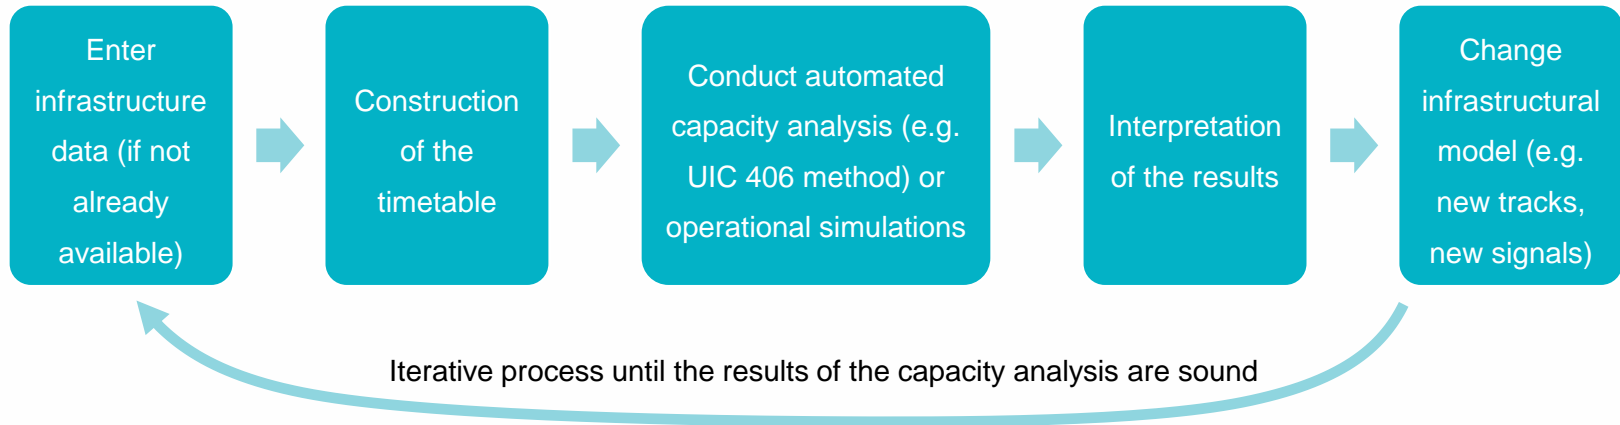 Enter
infrastructure
data (if not
already
available)
Construction
of the
timetable
Conduct automated
capacity analysis (e.g.
UIC 406 method) or
operational simulations
Interpretation
of the results
Change
infrastructural
model (e.g.
new tracks,
new signals)
Iterative process until the results of the capacity analysis are sound